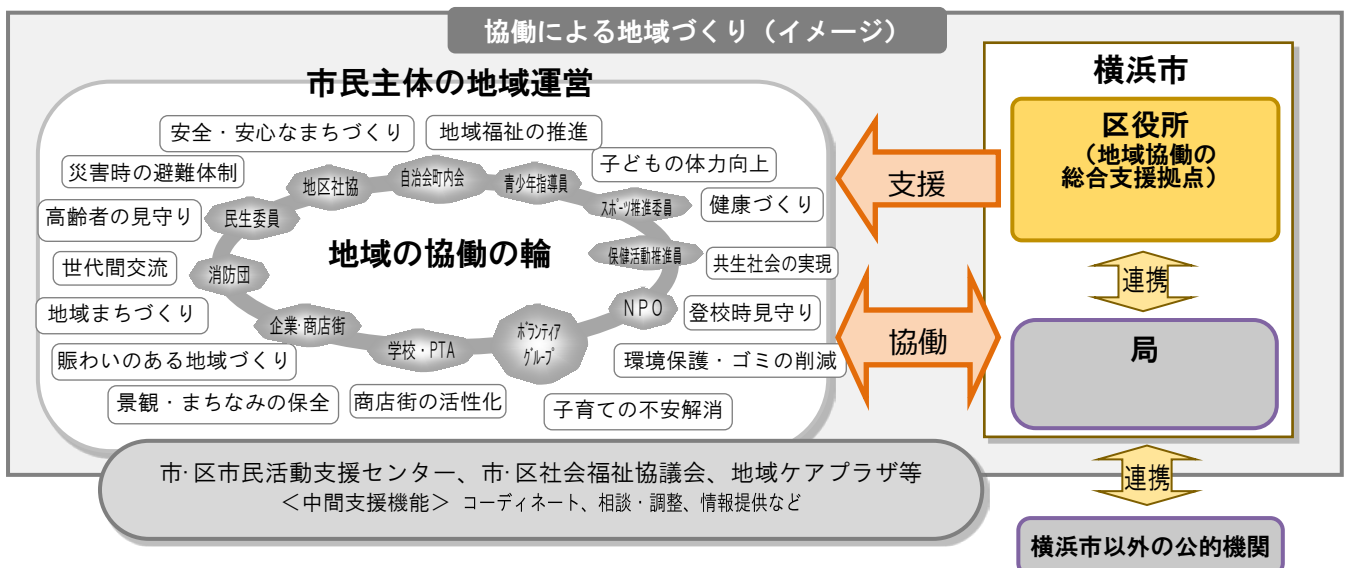 協働による地域づくり（イメージ）
市民主体の地域運営
安全・安心なまちづくり
地域福祉の推進
災害時の避難体制
子どもの体力向上
高齢者の見守り
健康づくり
世代間交流
共生社会の実現
地域まちづくり
登校時見守り
賑わいのある地域づくり
環境保護・ゴミの削減
景観・まちなみの保全
商店街の活性化
子育ての不安解消
地区社協
自治会町内会
青少年指導員
スポーツ推進委員
民生委員
保健活動推進員
消防団
NPO
企業・商店街
学校・PTA
ボランティア
グループ
地域の協働の輪
支援
協働
横浜市
区役所
（地域協働の
総合支援拠点）
連携
局
連携
横浜市以外の公的機関
市・区市民活動支援センター、市・区社会福祉協議会、地域ケアプラザ等
＜中間支援機能＞ コーディネート、相談・調整、情報提供など